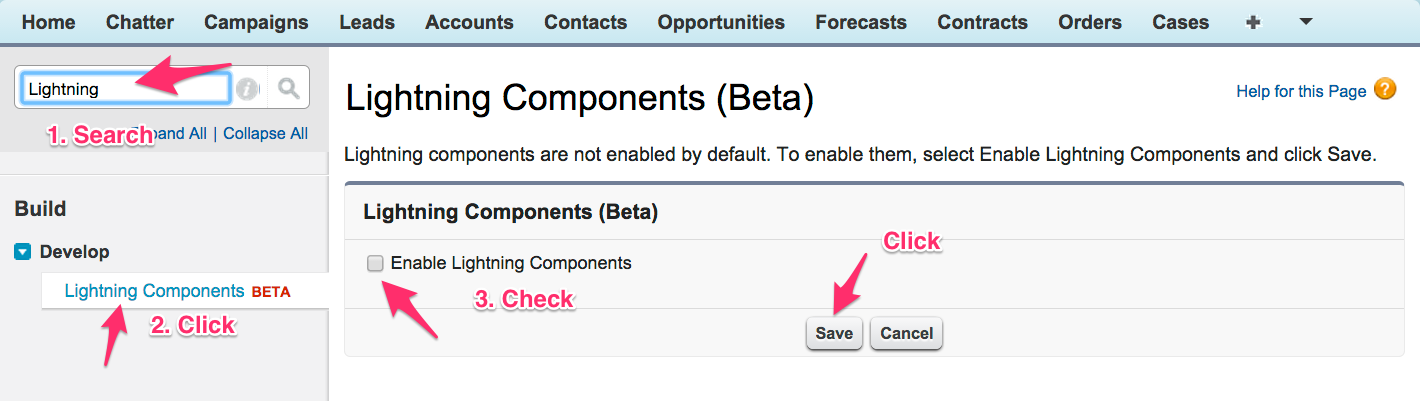 Home Chatter Campaigns Leads Accounts Contacts Opportunities Forecasts Contracts Orders Cases
Lightning
1. Search
All | Collapse All
Build
Develop
Lightning Components BETA
2. Click
Lightning Components (Beta)
Help for this Page ?
Lightning components are not enabled by default. To enable them, select Enable Lightning Components and click Save.
Lightning Components (Beta)
Click
Enable Lightning Components
3. Check
Save Cancel